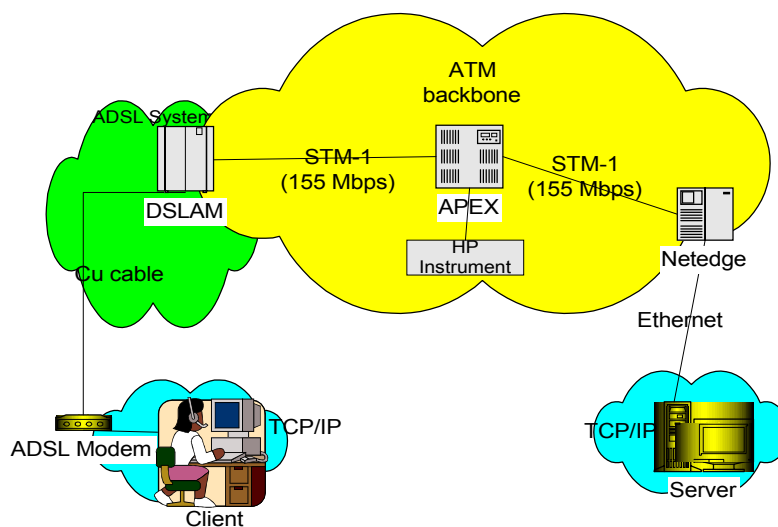 ATM
backbone
ADSL System
STM-1
(155 Mbps)
STM-1
(155 Mbps)
DSLAM
APEX
HP
Instrument
Netedge
Cu cable
Ethernet
TCP/IP
TCP/IP
ADSL Modem
Client
Server